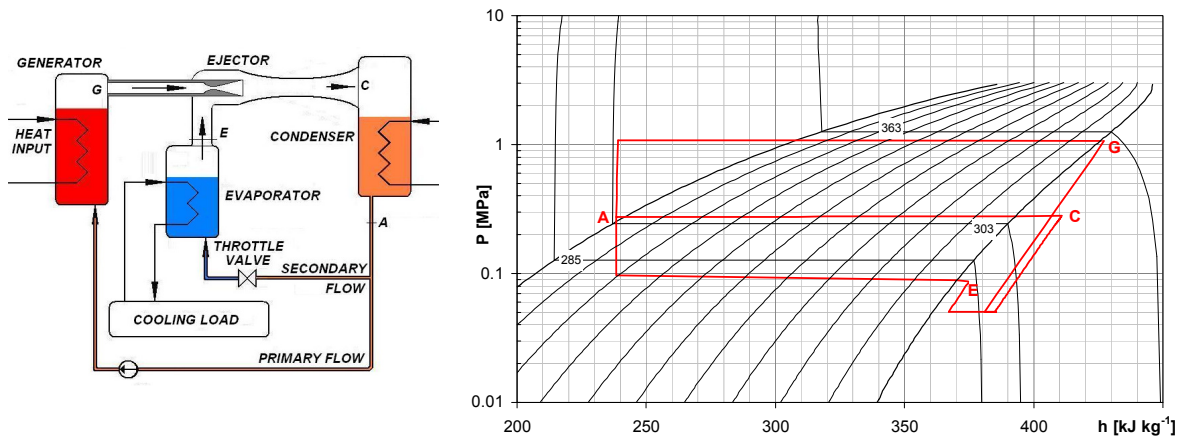 GENERATOR
EJECTOR
G
C
HEAT
INPUT
E
CONDENSER
EVAPORATOR
A
THROTTLE
VALVE
SECONDARY
FLOW
COOLING LOAD
PRIMARY FLOW
P [MPa]
10
1
0.1
0.01
363
G
A
C
303
285
E
200
250
300
350
400
h [kJ kg-1]